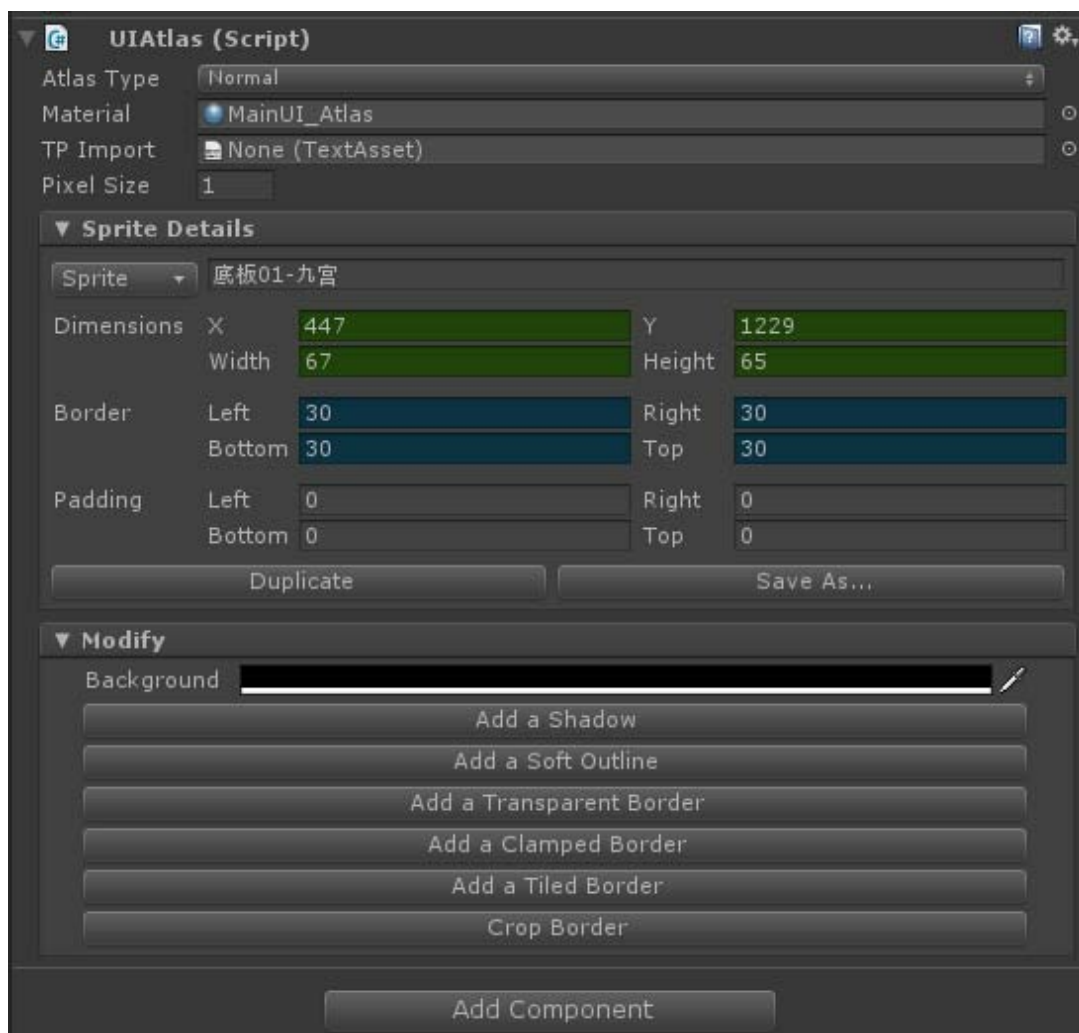 UIAtlas (Script)
Atlas Type Normal
Material MainUI_Atlas
TP Import None (TextAsset)
Pixel Size 1
▼ Sprite Details
Sprite 底板01-九宫
Dimensions X 447 Y 1229
Width 67 Height 65
Border Left 30 Right 30
Bottom 30 Top 30
Padding Left 0 Right 0
Bottom 0 Top 0
Duplicate Save As...
▼ Modify
Background
Add a Shadow
Add a Soft Outline
Add a Transparent Border
Add a Clamped Border
Add a Tiled Border
Crop Border
Add Component